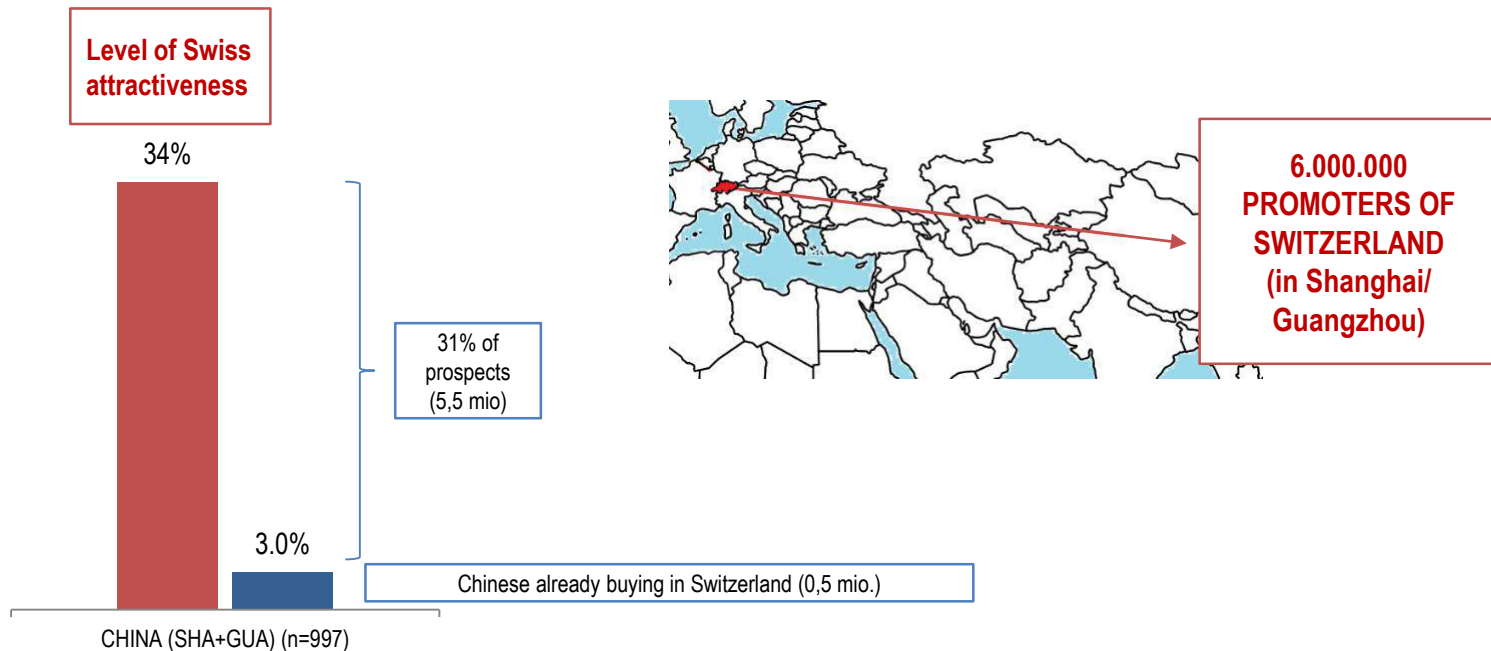 Level of Swiss
attractiveness
34%
3.0%
31% of
prospects
(5,5 mio)
Chinese already buying in Switzerland (0,5 mio.)
CHINA (SHA+GUA) (n=997)
6.000.000
PROMOTERS OF
SWITZERLAND
(in Shanghai/
Guangzhou)